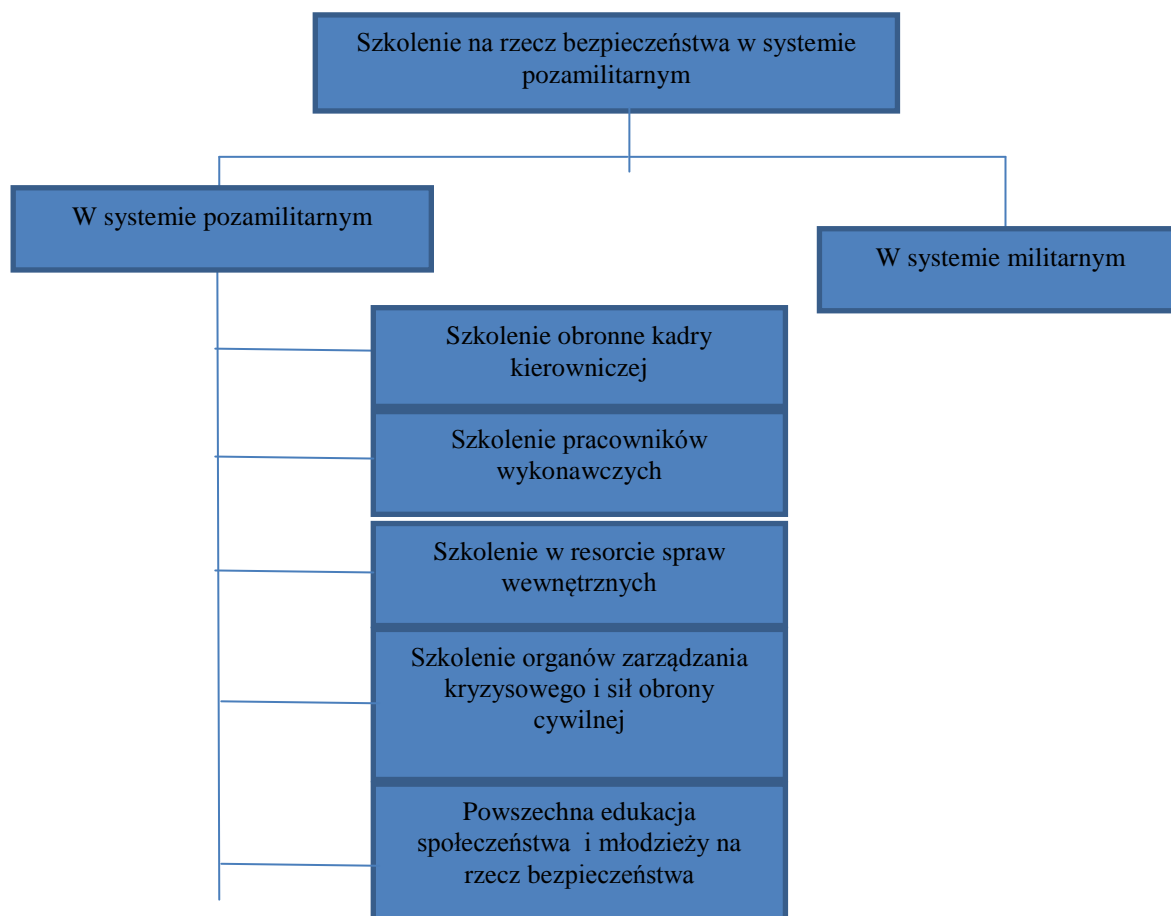 Szkolenie na rzecz bezpieczeństwa w systemie
pozamilitarnym
W systemie pozamilitarnym
W systemie militarnym
Szkolenie obronne kadry
kierowniczej
Szkolenie pracowników
wykonawczych
Szkolenie w resorcie spraw
wewnętrznych
Szkolenie organów zarządzania
kryzysowego i sił obrony
cywilnej
Powszechna edukacja
społeczeństwa i młodzieży na
rzecz bezpieczeństwa